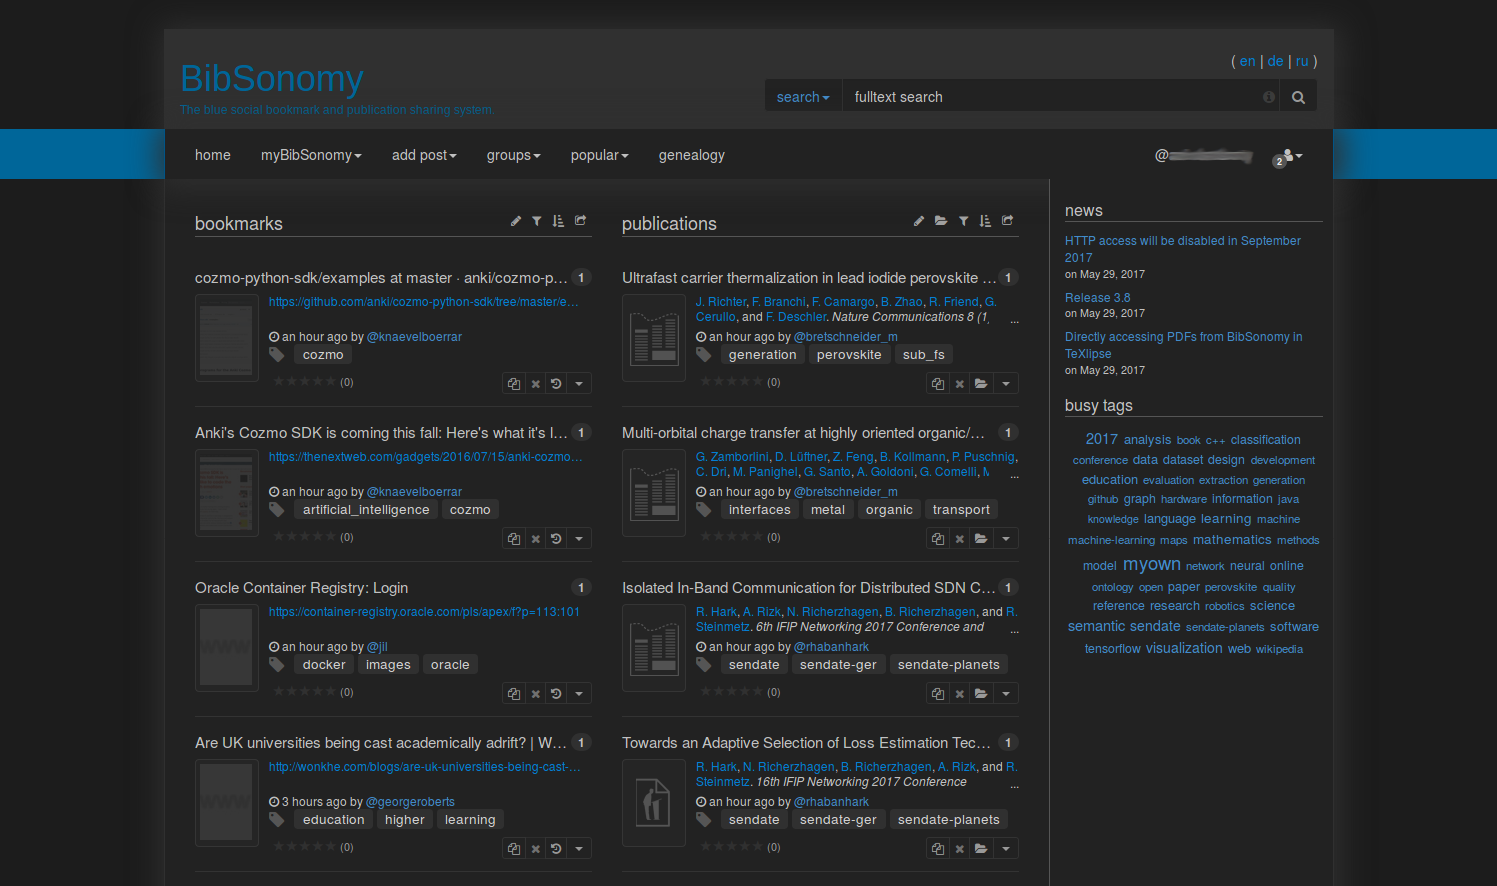 ( en | de | ru )
BibSonomy
The blue social bookmark and publication sharing system.
search fulltext search
home myBibSonomy add post groups popular genealogy @ 2
bookmarks
cozmo-python-sdk/examples at master · anki/cozmo-p... 1
https://github.com/anki/cozmo-python-sdk/tree/master/e...
an hour ago by @knaevelboerrar
cozmo
(0)
Anki's Cozmo SDK is coming this fall: Here's what it's l... 1
https://thenextweb.com/gadgets/2016/07/15/anki-cozmo...
an hour ago by @knaevelboerrar
artificial_intelligence cozmo
(0)
Oracle Container Registry: Login 1
https://container-registry.oracle.com/pls/apex/f?p=113:101
www
an hour ago by @jil
docker images oracle
(0)
Are UK universities being cast academically adrift? | W... 1
http://wonkhe.com/blogs/are-uk-universities-being-cast-...
www
3 hours ago by @georgeroberts
education higher learning
(0)
publications
Ultrafast carrier thermalization in lead iodide perovskite ... 1
J. Richter, F. Branchi, F. Camargo, B. Zhao, R. Friend, G.
Cerullo, and F. Deschler. Nature Communications 8 (1, ...
an hour ago by @bretschneider_m
generation perovskite sub_fs
(0)
Multi-orbital charge transfer at highly oriented organic/... 1
G. Zamborlini, D. Lüftner, Z. Feng, B. Kollmann, P. Puschnig,
C. Dri, M. Panighel, G. Santo, A. Goldoni, G. Comelli, M ...
an hour ago by @bretschneider_m
interfaces metal organic transport
(0)
Isolated In-Band Communication for Distributed SDN C... 1
R. Hark, A. Rizk, N. Richerzhagen, B. Richerzhagen, and R.
Steinmetz. 6th IFIP Networking 2017 Conference and ...
an hour ago by @rhabanhark
sendate sendate-ger sendate-planets
(0)
Towards an Adaptive Selection of Loss Estimation Tec... 1
R. Hark, N. Richerzhagen, B. Richerzhagen, A. Rizk, and R.
Steinmetz. 16th IFIP Networking 2017 Conference ...
an hour ago by @rhabanhark
sendate sendate-ger sendate-planets
(0)
news
HTTP access will be disabled in September
2017
on May 29, 2017
Release 3.8
on May 29, 2017
Directly accessing PDFs from BibSonomy in
TeXlipse
on May 29, 2017
busy tags
2017 analysis book c++ classification
conference data dataset design development
education evaluation extraction generation
github graph hardware information java
knowledge language learning machine
machine-learning maps mathematics methods
model myown network neural online
ontology open paper perovskite quality
reference research robotics science
semantic sendate sendate-planets software
tensorflow visualization web wikipedia